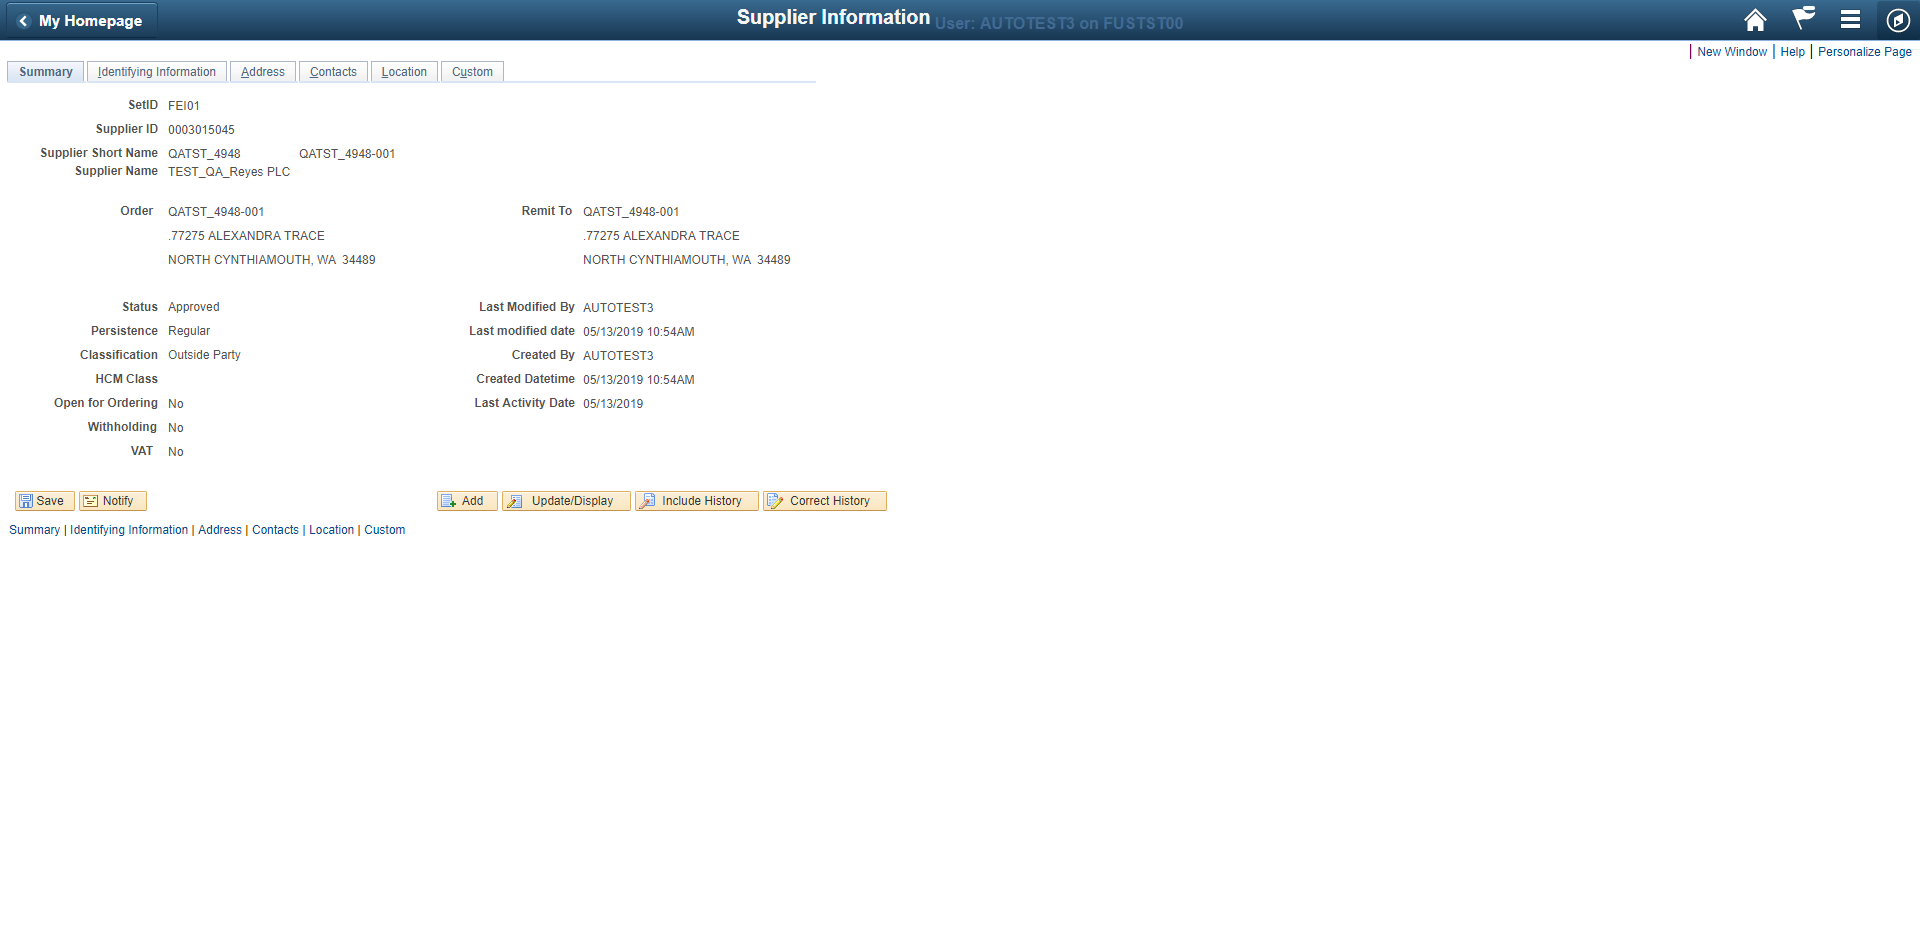 My Homepage
Supplier Information User: AUTOTEST3 on FUSTST00
New Window | Help | Personalize Page
Summary Identifying Information Address Contacts Location Custom
SetID FEI01
Supplier ID 0003015045
Supplier Short Name QATST_4948 QATST_4948-001
Supplier Name TEST_QA_Reyes PLC
Order QATST_4948-001 Remit To QATST_4948-001
.77275 ALEXANDRA TRACE .77275 ALEXANDRA TRACE
NORTH CYNTHIAMOUTH, WA 34489 NORTH CYNTHIAMOUTH, WA 34489
Status Approved Last Modified By AUTOTEST3
Persistence Regular Last modified date 05/13/2019 10:54AM
Classification Outside Party Created By AUTOTEST3
HCM Class Created Datetime 05/13/2019 10:54AM
Open for Ordering No Last Activity Date 05/13/2019
Withholding No
VAT No
Save Notify Add Update/Display Include History Correct History
Summary | Identifying Information | Address | Contacts | Location | Custom